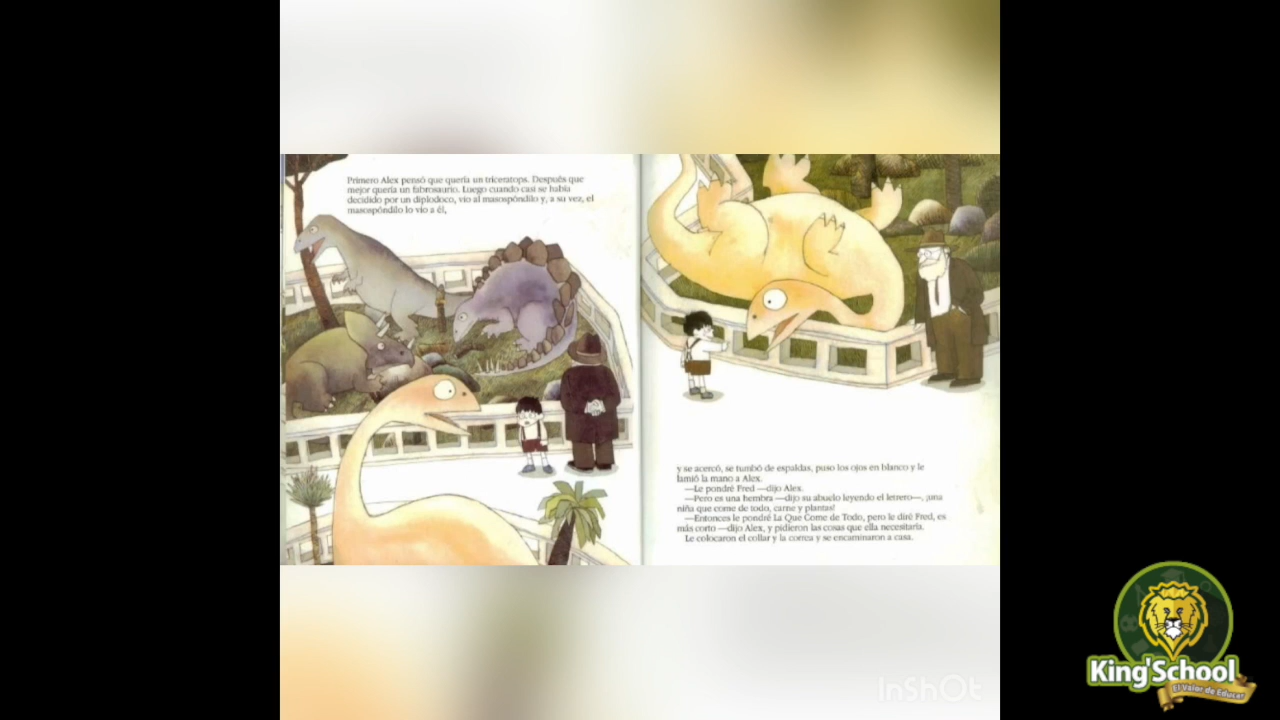 Primero Alex pensó que quería un triceratops. Después que
mejor quería un fabrosaurio. Luego cuando casi se había
decidido por un diplodoco, vio al masospóndilo y, a su vez, el
masospóndilo lo vio a él,
y se acercó, se tumbó de espaldas, puso los ojos en blanco y le
lamió la mano a Alex.
—Le pondré Fred —dijo Alex.
—Pero es una hembra —dijo su abuelo leyendo el letrero—, ¡una
niña que come de todo, carne y plantas!
—Entonces le pondré La Que Come de Todo, pero le diré Fred, es
más corto —dijo Alex, y pidieron las cosas que ella necesitaría.
Le colocaron el collar y la correa y se encaminaron a casa.
InShOt
King'School
El Valor de Educar